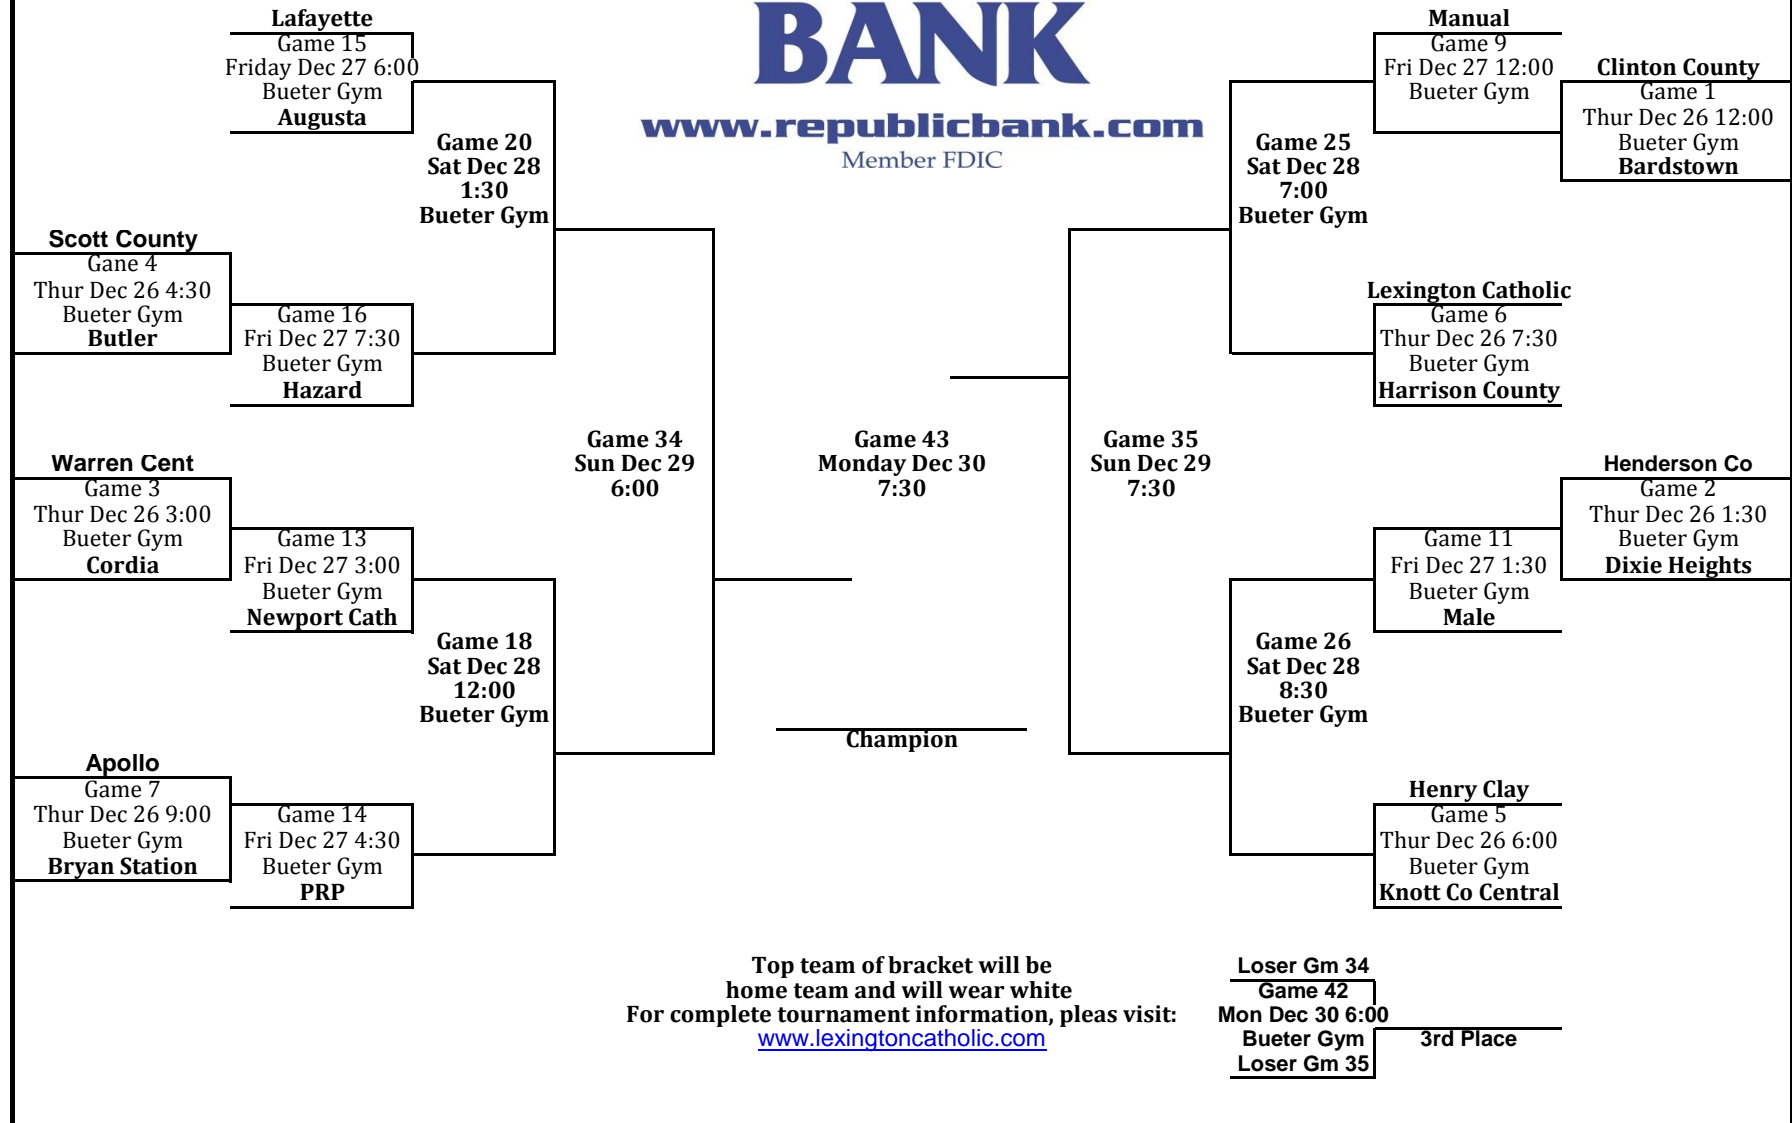 BANK
www.republicbank.com
Member FDIC
Lafayette
Game 15
Friday Dec 27 6:00
Bueter Gym
Augusta
Game 20
Sat Dec 28
1:30
Bueter Gym
Scott County
Gane 4
Thur Dec 26 4:30
Bueter Gym
Butler
Game 16
Fri Dec 27 7:30
Bueter Gym
Hazard
Game 34
Sun Dec 29
6:00
Warren Cent
Game 3
Thur Dec 26 3:00
Bueter Gym
Cordia
Game 13
Fri Dec 27 3:00
Bueter Gym
Newport Cath
Game 18
Sat Dec 28
12:00
Bueter Gym
Apollo
Game 7
Thur Dec 26 9:00
Bueter Gym
Bryan Station
Game 14
Fri Dec 27 4:30
Bueter Gym
PRP
Game 43
Monday Dec 30
7:30
Champion
Manual
Game 9
Fri Dec 27 12:00
Bueter Gym
Clinton County
Game 1
Thur Dec 26 12:00
Bueter Gym
Bardstown
Game 25
Sat Dec 28
7:00
Bueter Gym
Lexington Catholic
Game 6
Thur Dec 26 7:30
Bueter Gym
Harrison County
Game 35
Sun Dec 29
7:30
Henderson Co
Game 2
Thur Dec 26 1:30
Bueter Gym
Dixie Heights
Game 11
Fri Dec 27 1:30
Bueter Gym
Male
Game 26
Sat Dec 28
8:30
Bueter Gym
Henry Clay
Game 5
Thur Dec 26 6:00
Bueter Gym
Knott Co Central
Top team of bracket will be
home team and will wear white
For complete tournament information, pleas visit:
www.lexingtoncatholic.com
Loser Gm 34
Game 42
Mon Dec 30 6:00
Bueter Gym
Loser Gm 35
3rd Place